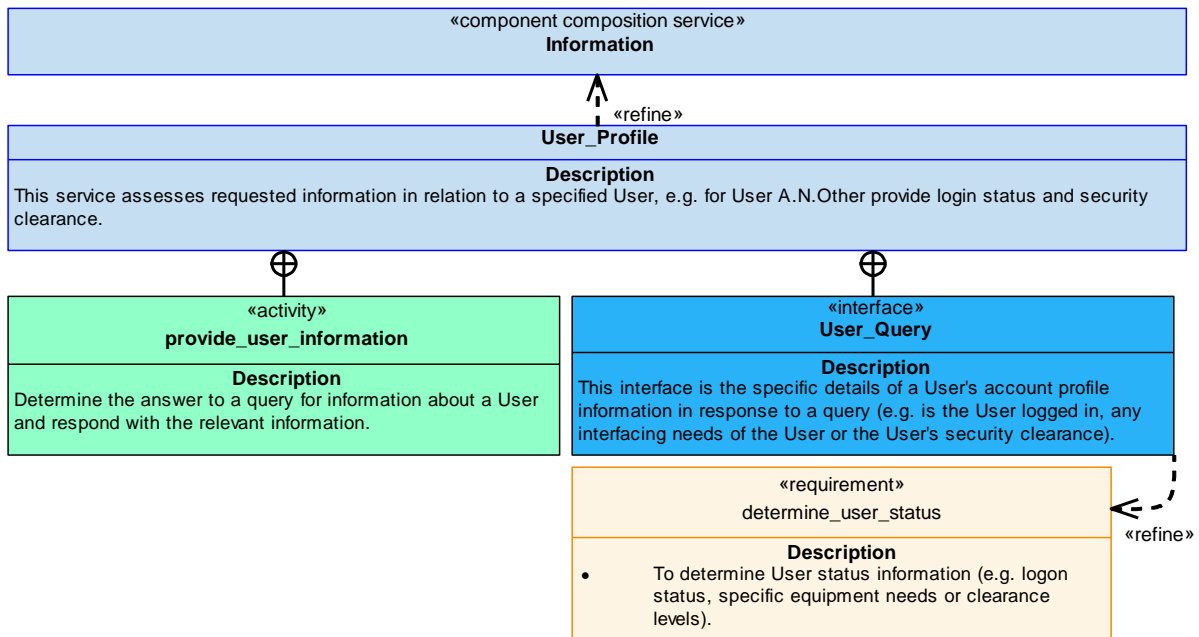 «component composition service»
Information
«refine»
User_Profile
Description
This service assesses requested information in relation to a specified User, e.g. for User A.N.Other provide login status and security
clearance.
«activity»
provide_user_information
Description
Determine the answer to a query for information about a User
and respond with the relevant information.
«interface»
User_Query
Description
This interface is the specific details of a User's account profile
information in response to a query (e.g. is the User logged in, any
interfacing needs of the User or the User's security clearance).
«requirement»
determine_user_status
«refine»
Description
• To determine User status information (e.g. logon
status, specific equipment needs or clearance
levels).